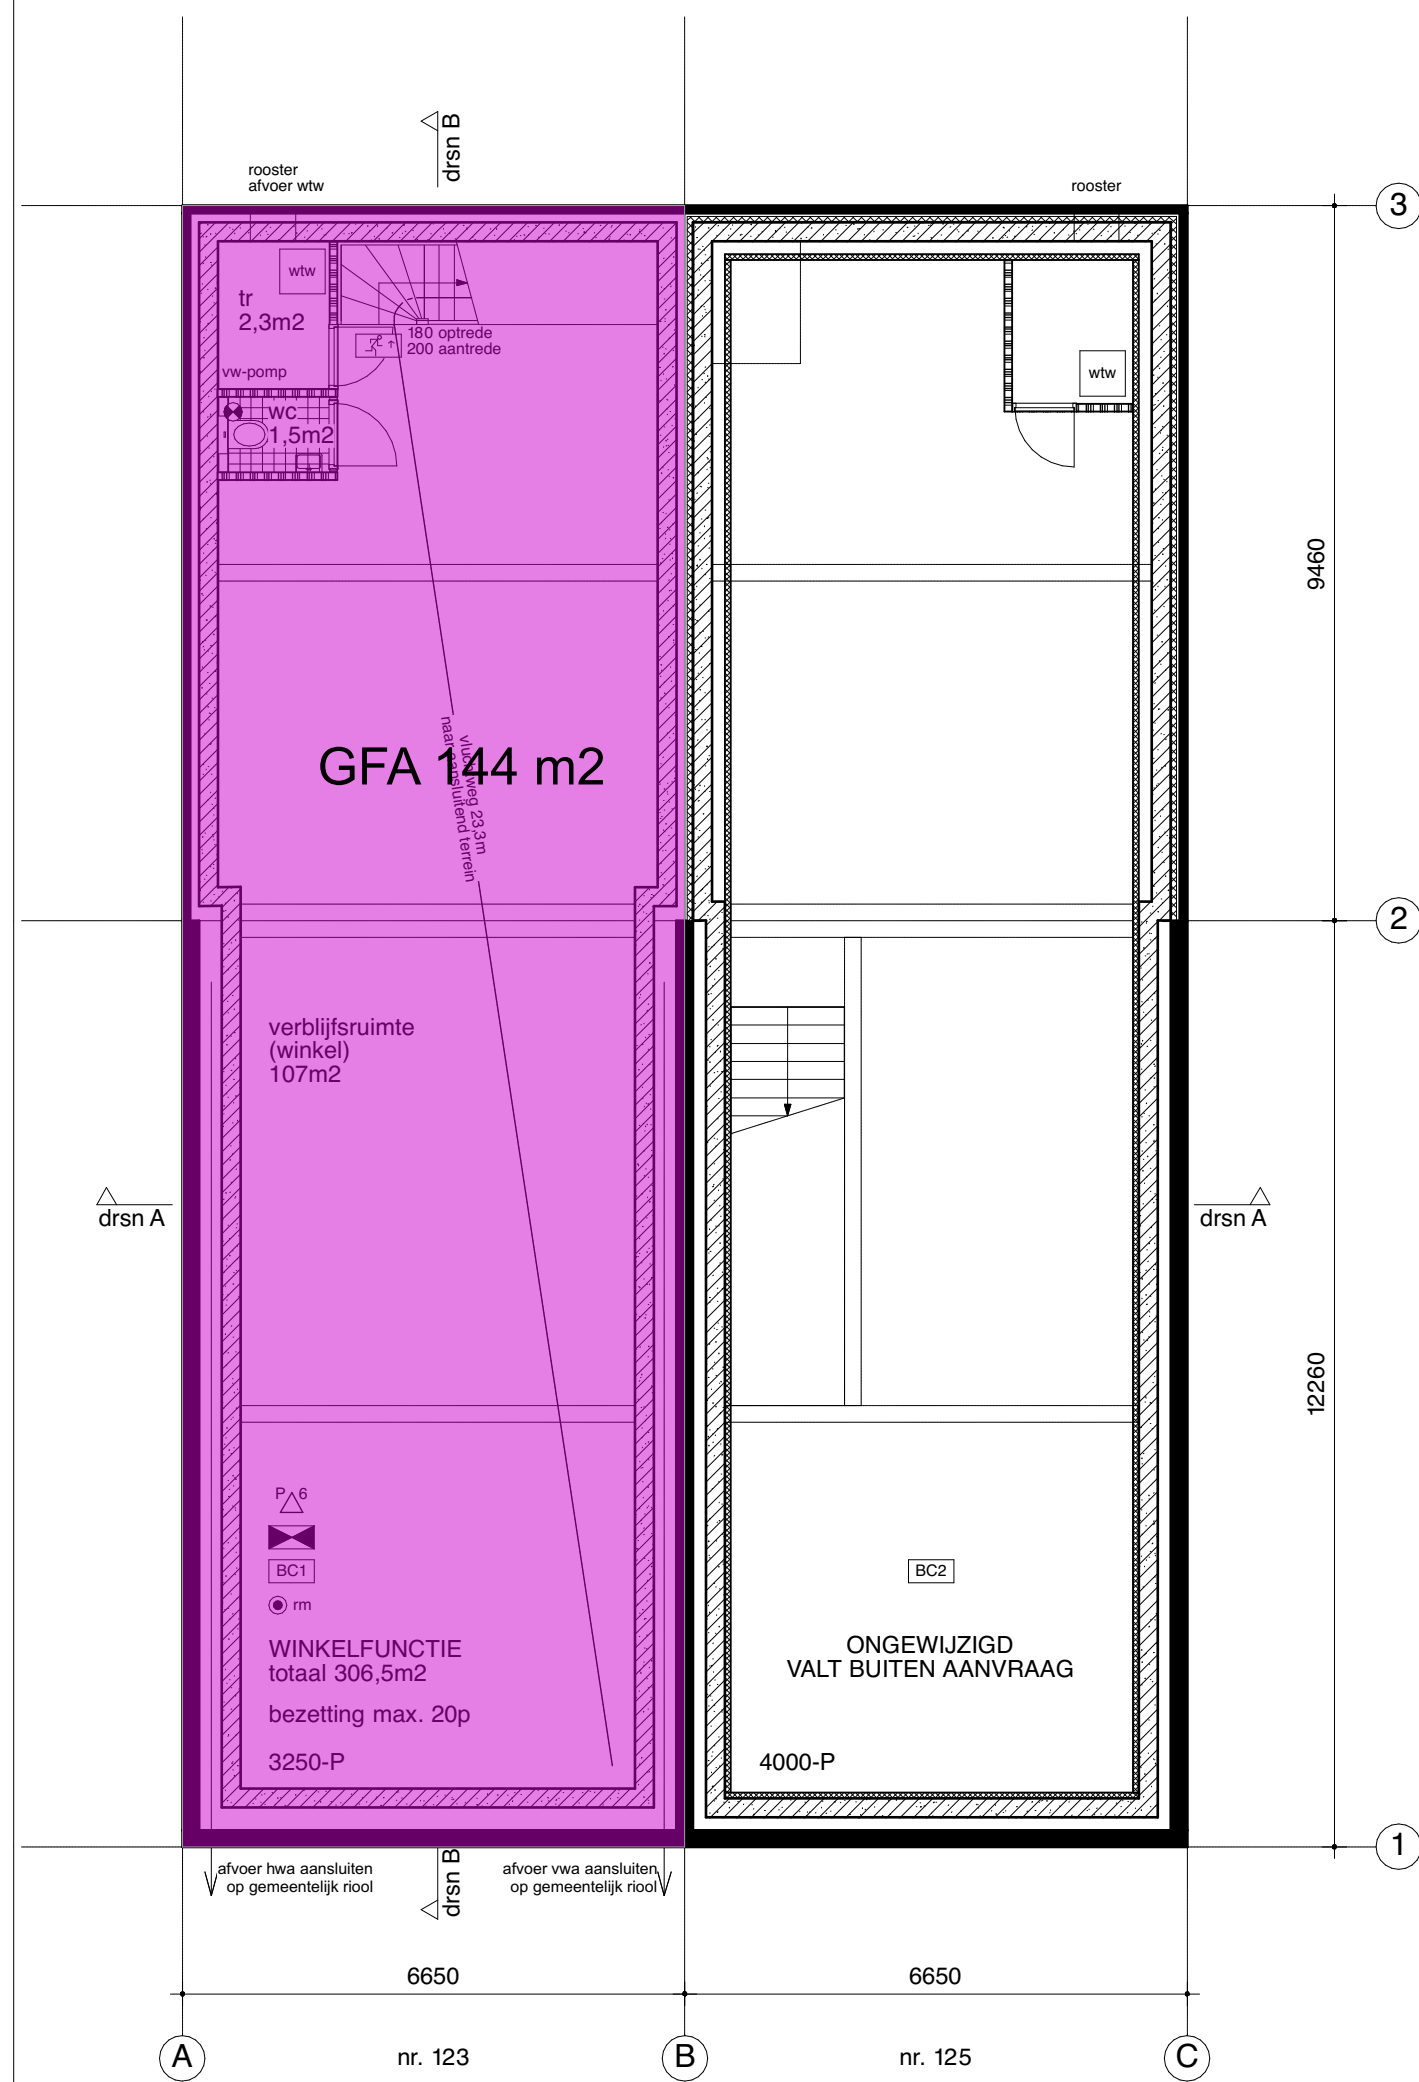 drsn B
rooster
afvoer wtw
rooster
3
wtw
tr
2,3m2
180 optrede
200 aantrede
vw-pomp
wc
1,5m2
wtw
9460
GFA 144 m2
vluchtweg 23,3m
naar aansluitend terrein
2
verblijfsruimte
(winkel)
107m2
drsn A
drsn A
12260
P 6
BC1
rm
BC2
WINKELFUNCTIE
totaal 306,5m2
bezetting max. 20p
3250-P
ONGEWIJZIGD
VALT BUITEN AANVRAAG
4000-P
1
afvoer hwa aansluiten
op gemeentelijk riool
drsn B
afvoer vwa aansluiten
op gemeentelijk riool
6650
6650
A
nr. 123
B
nr. 125
C